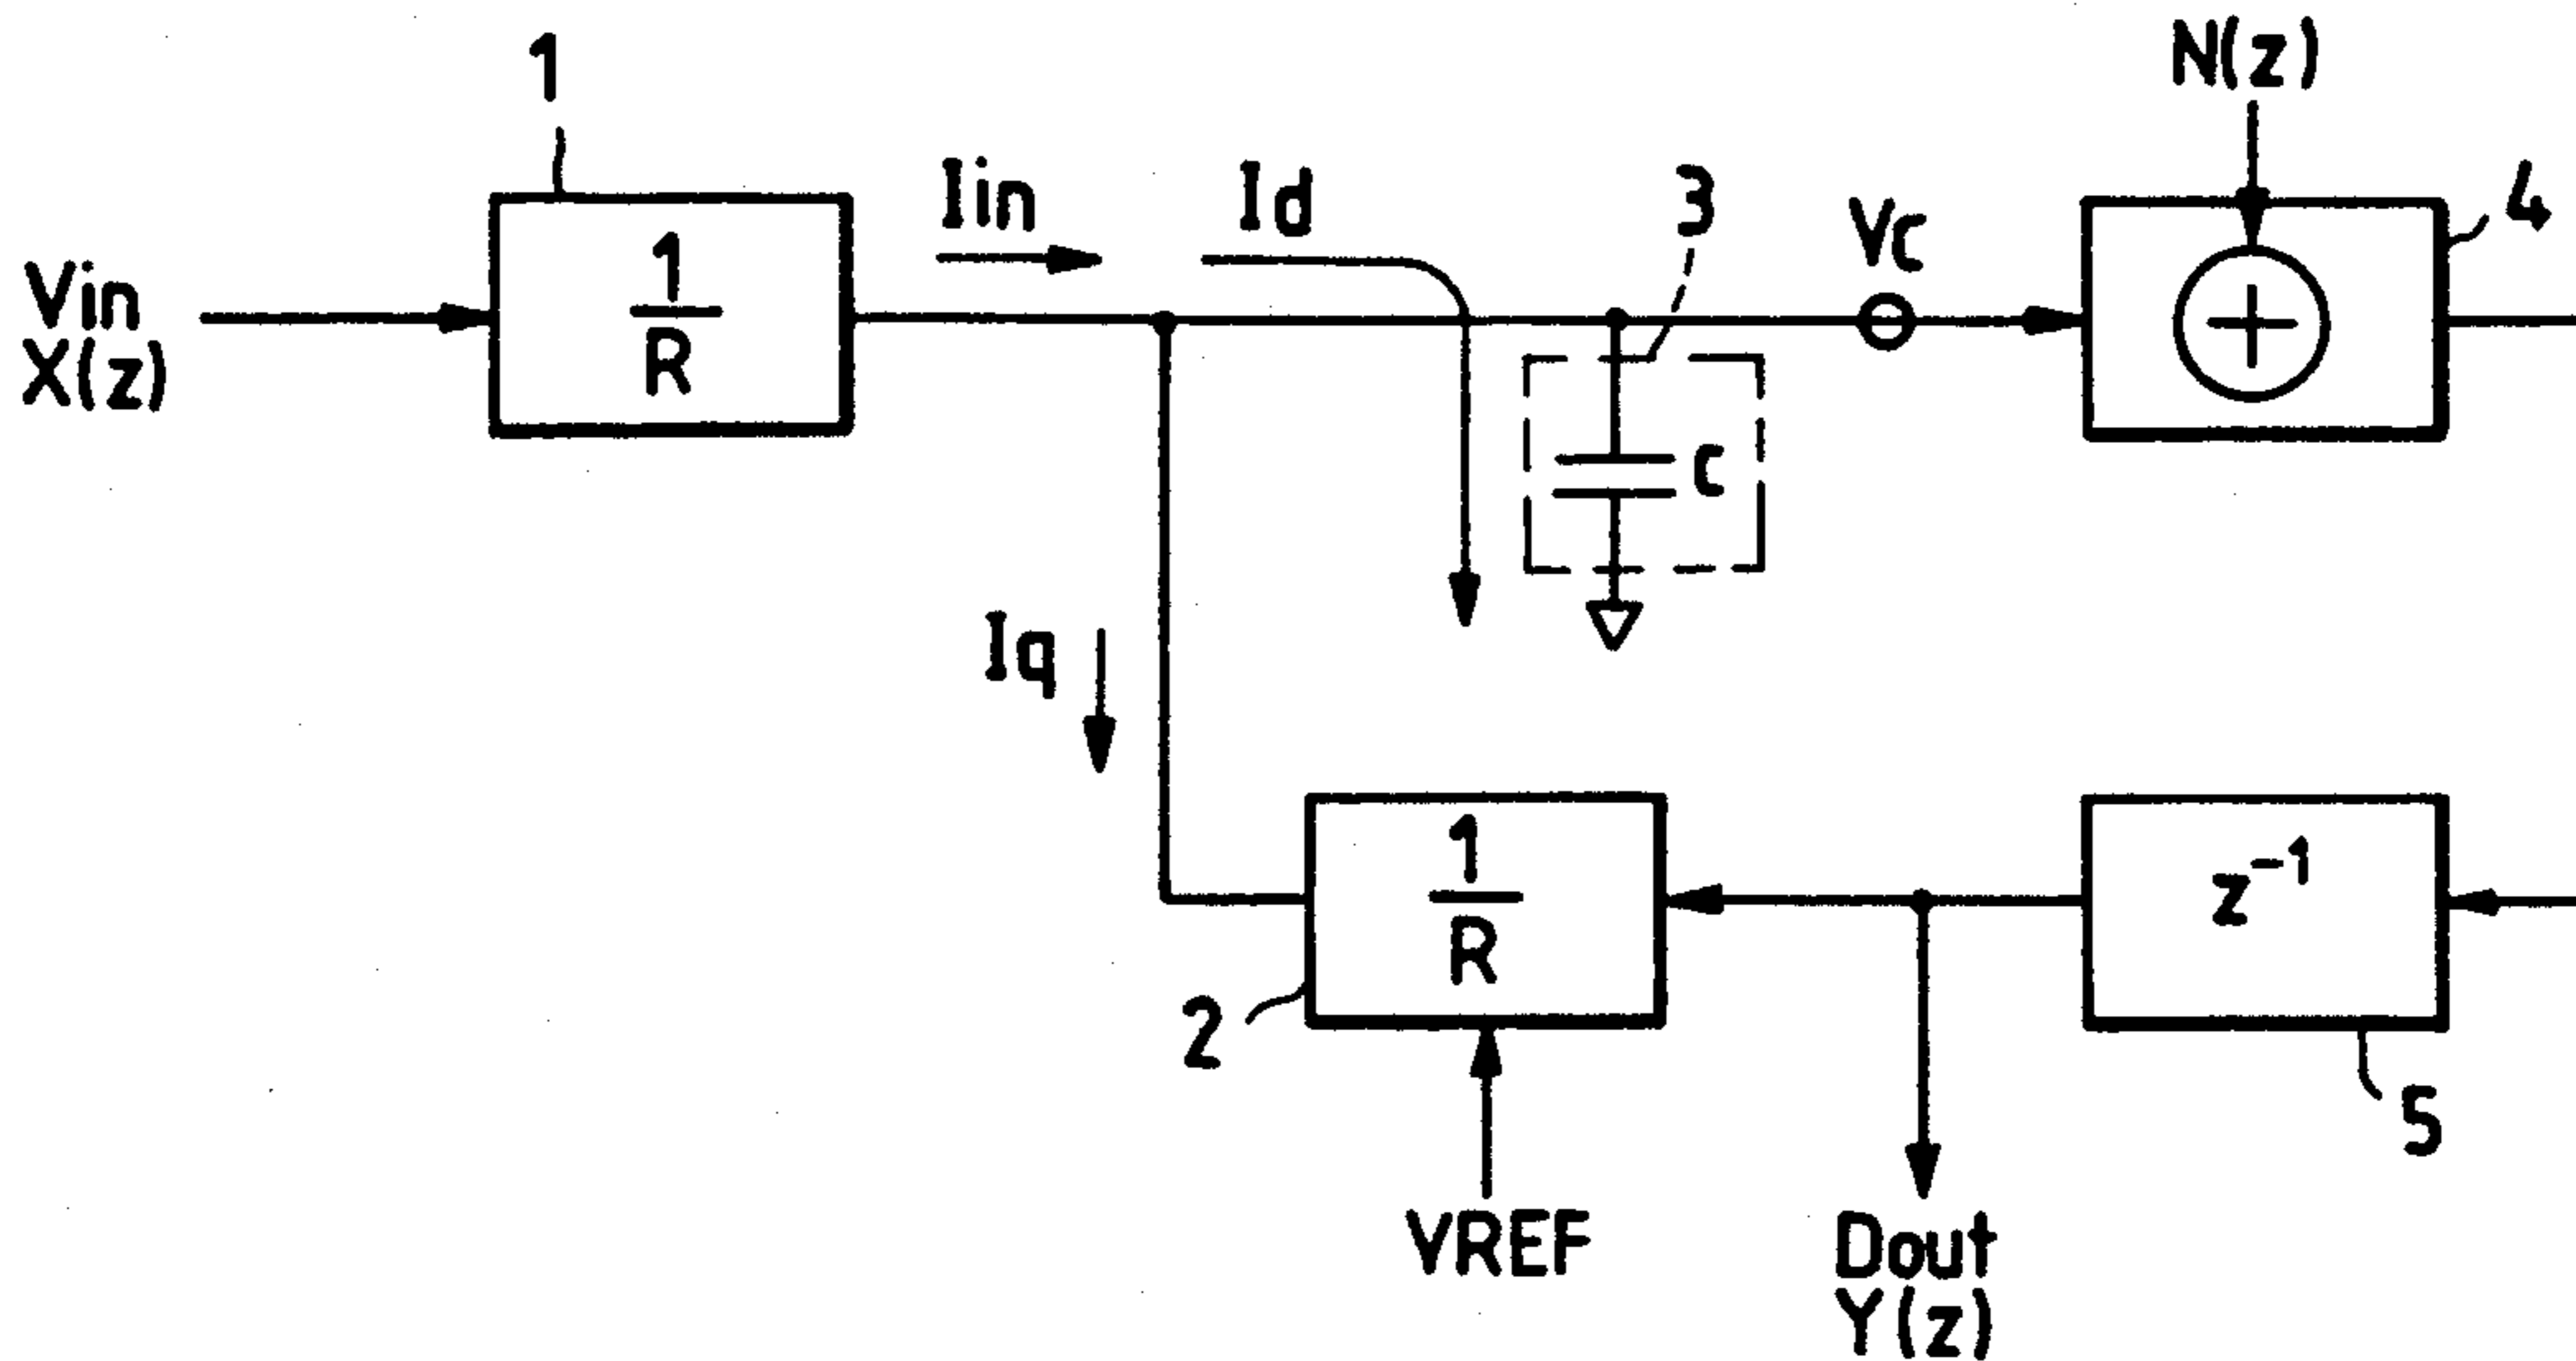 1
N(z)
Iin
Id
3
Vc
4
Vin
X(z)
1
R
+
c
Iq
1
R
z⁻¹
2
5
VREF
Dout
Y(z)